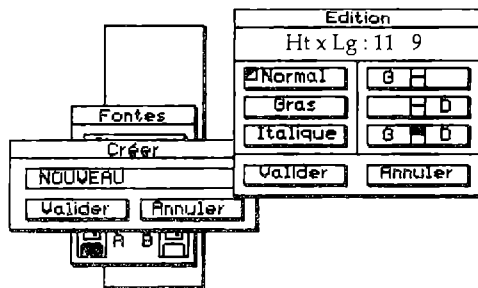 Edition
Ht x Lg : 11 9
Normal G
Gras D
Italique G D
Valider Annuler
Fontes
Créer
NOUVEAU
Valider Annuler
A B